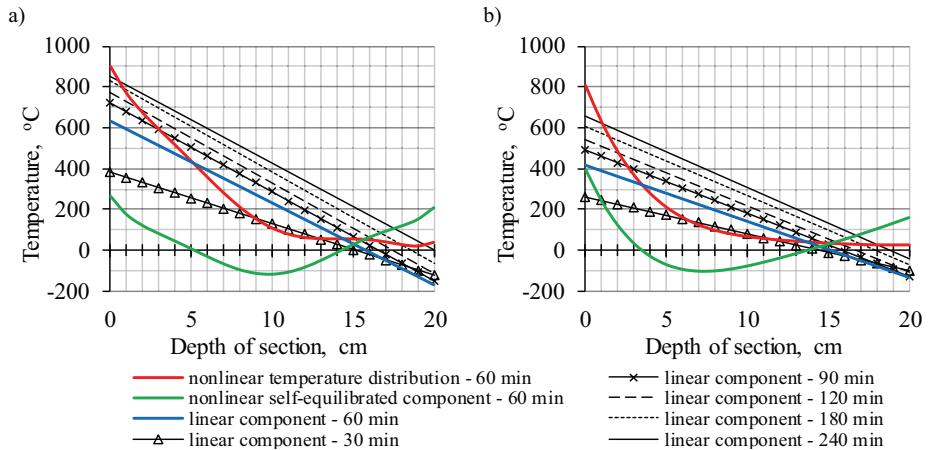 a)
1000
800
600
400
200
0
-200
Temperature, °C
0 5 10 15 20
Depth of section, cm
b)
1000
800
600
400
200
0
-200
Temperature, °C
0 5 10 15 20
Depth of section, cm
nonlinear temperature distribution - 60 min
nonlinear self-equilibrated component - 60 min
linear component - 60 min
linear component - 30 min
linear component - 90 min
linear component - 120 min
linear component - 180 min
linear component - 240 min